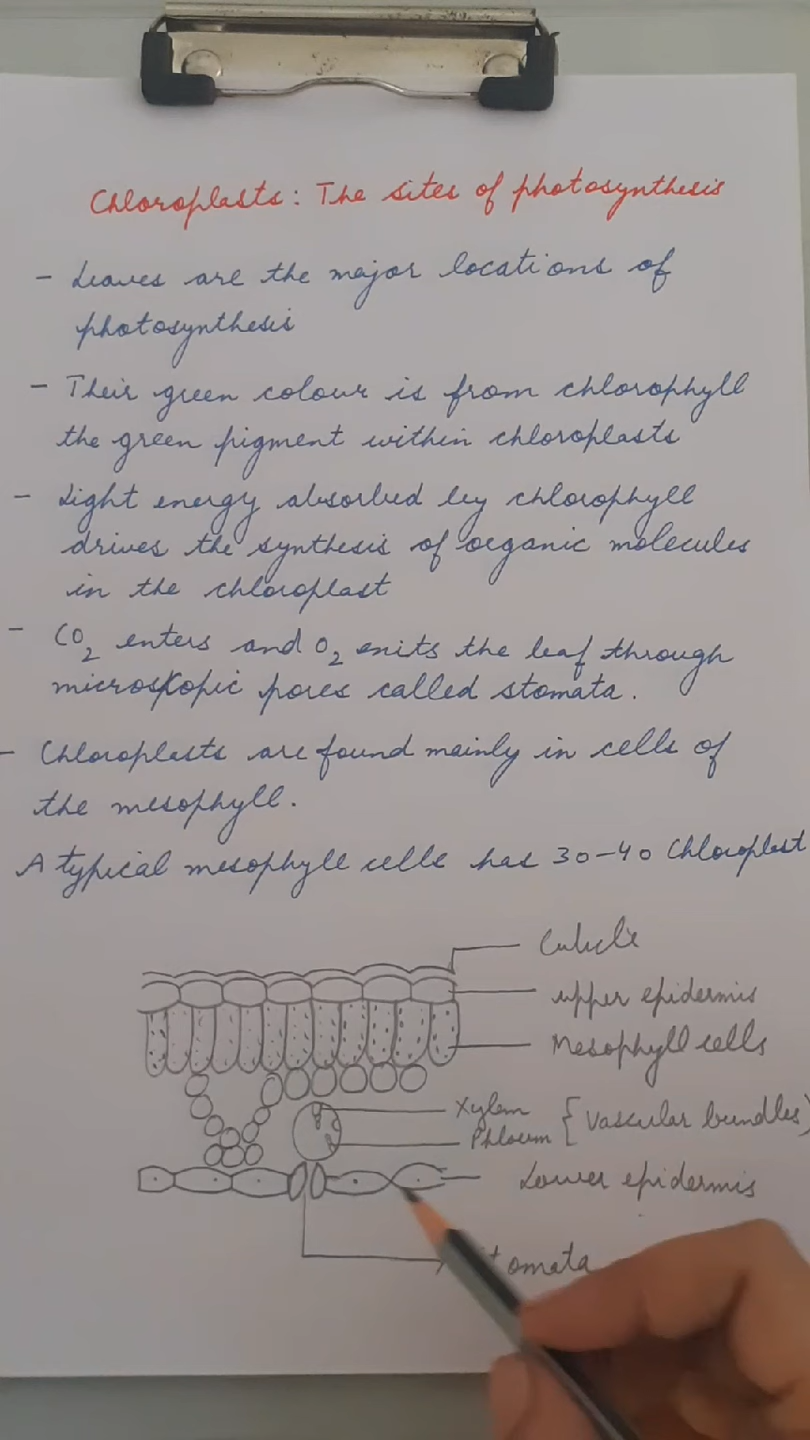 Chloroplasts: The sites of photosynthesis
- Leaves are the major locations of
photosynthesis
- Their green colour is from chlorophyll
the green pigment within chloroplasts
- Light energy absorbed by chlorophyll
drives the synthesis of organic molecules
in the chloroplast
- CO2 enters and O2 exits the leaf through
microskopic pores called stomata.
- Chloroplasts are found mainly in cells of
the mesophyll.
A typical mesophyll cells has 30-40 Chloroplast
Cuticle
upper epidermis
Mesophyll cells
Xylem
Phloem { Vascular bundles
Lower epidermis